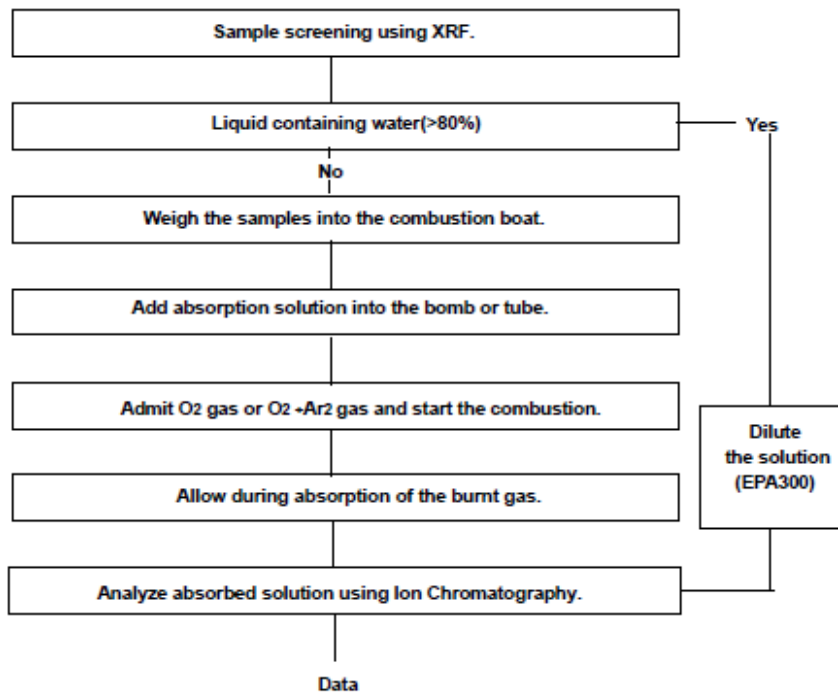 Sample screening using XRF.
Liquid containing water(>80%)
Yes
No
Weigh the samples into the combustion boat.
Add absorption solution into the bomb or tube.
Admit O2 gas or O2 +Ar2 gas and start the combustion.
Dilute
the solution
(EPA300)
Allow during absorption of the burnt gas.
Analyze absorbed solution using Ion Chromatography.
Data